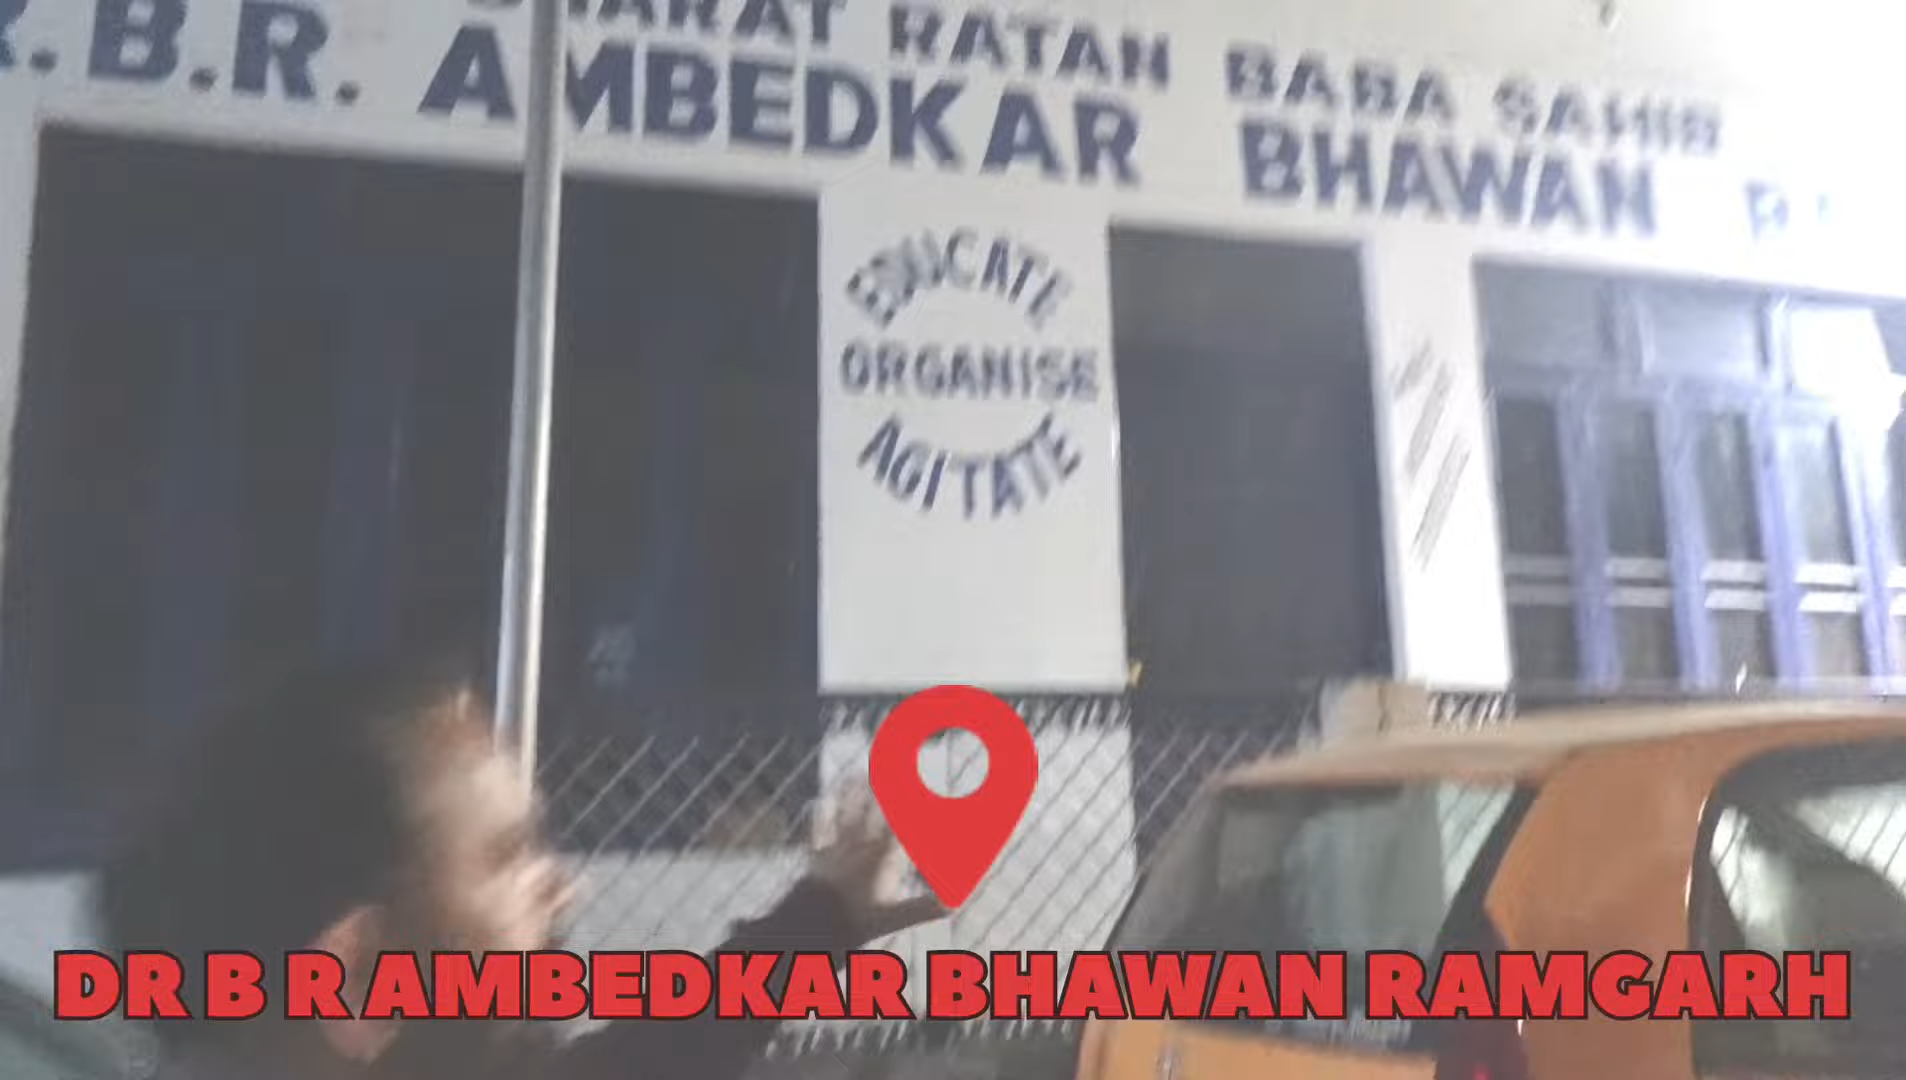 BHARAT RATAN BABA SAHIB
R.B.R. AMBEDKAR BHAWAN
EDUCATE
ORGANISE
AGITATE
DR B R AMBEDKAR BHAWAN RAMGARH